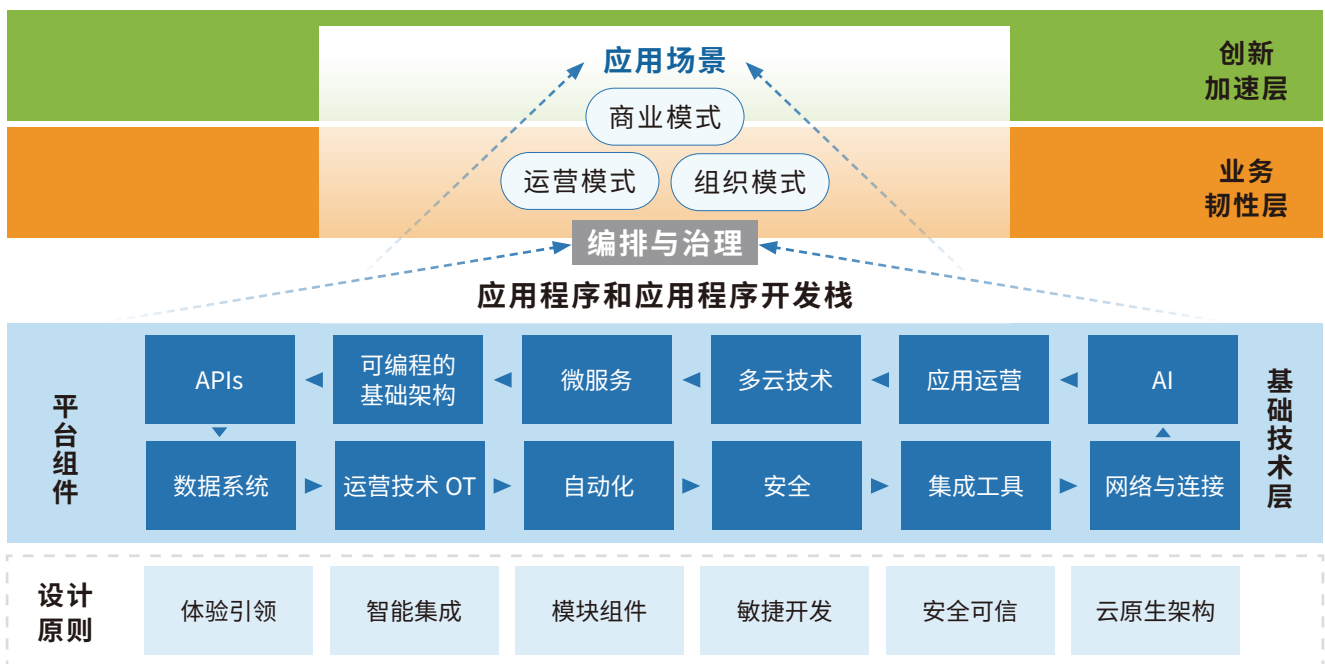 应用场景
创新
加速层
商业模式
运营模式
组织模式
业务
韧性层
编排与治理
应用程序和应用程序开发栈
平台组件
APIs
可编程的
基础架构
微服务
多云技术
应用运营
AI
基础技术层
数据系统
运营技术 OT
自动化
安全
集成工具
网络与连接
设计
原则
体验引领
智能集成
模块组件
敏捷开发
安全可信
云原生架构